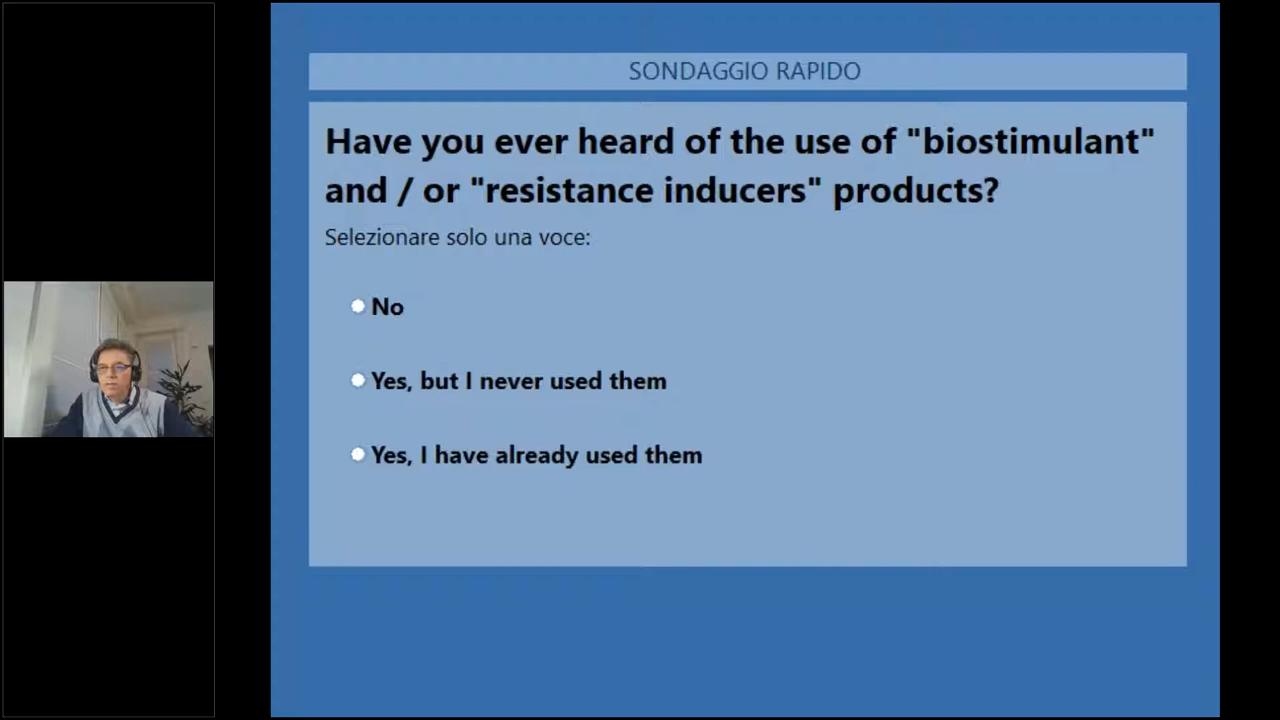 SONDAGGIO RAPIDO
Have you ever heard of the use of "biostimulant"
and / or "resistance inducers" products?
Selezionare solo una voce:
No
Yes, but I never used them
Yes, I have already used them